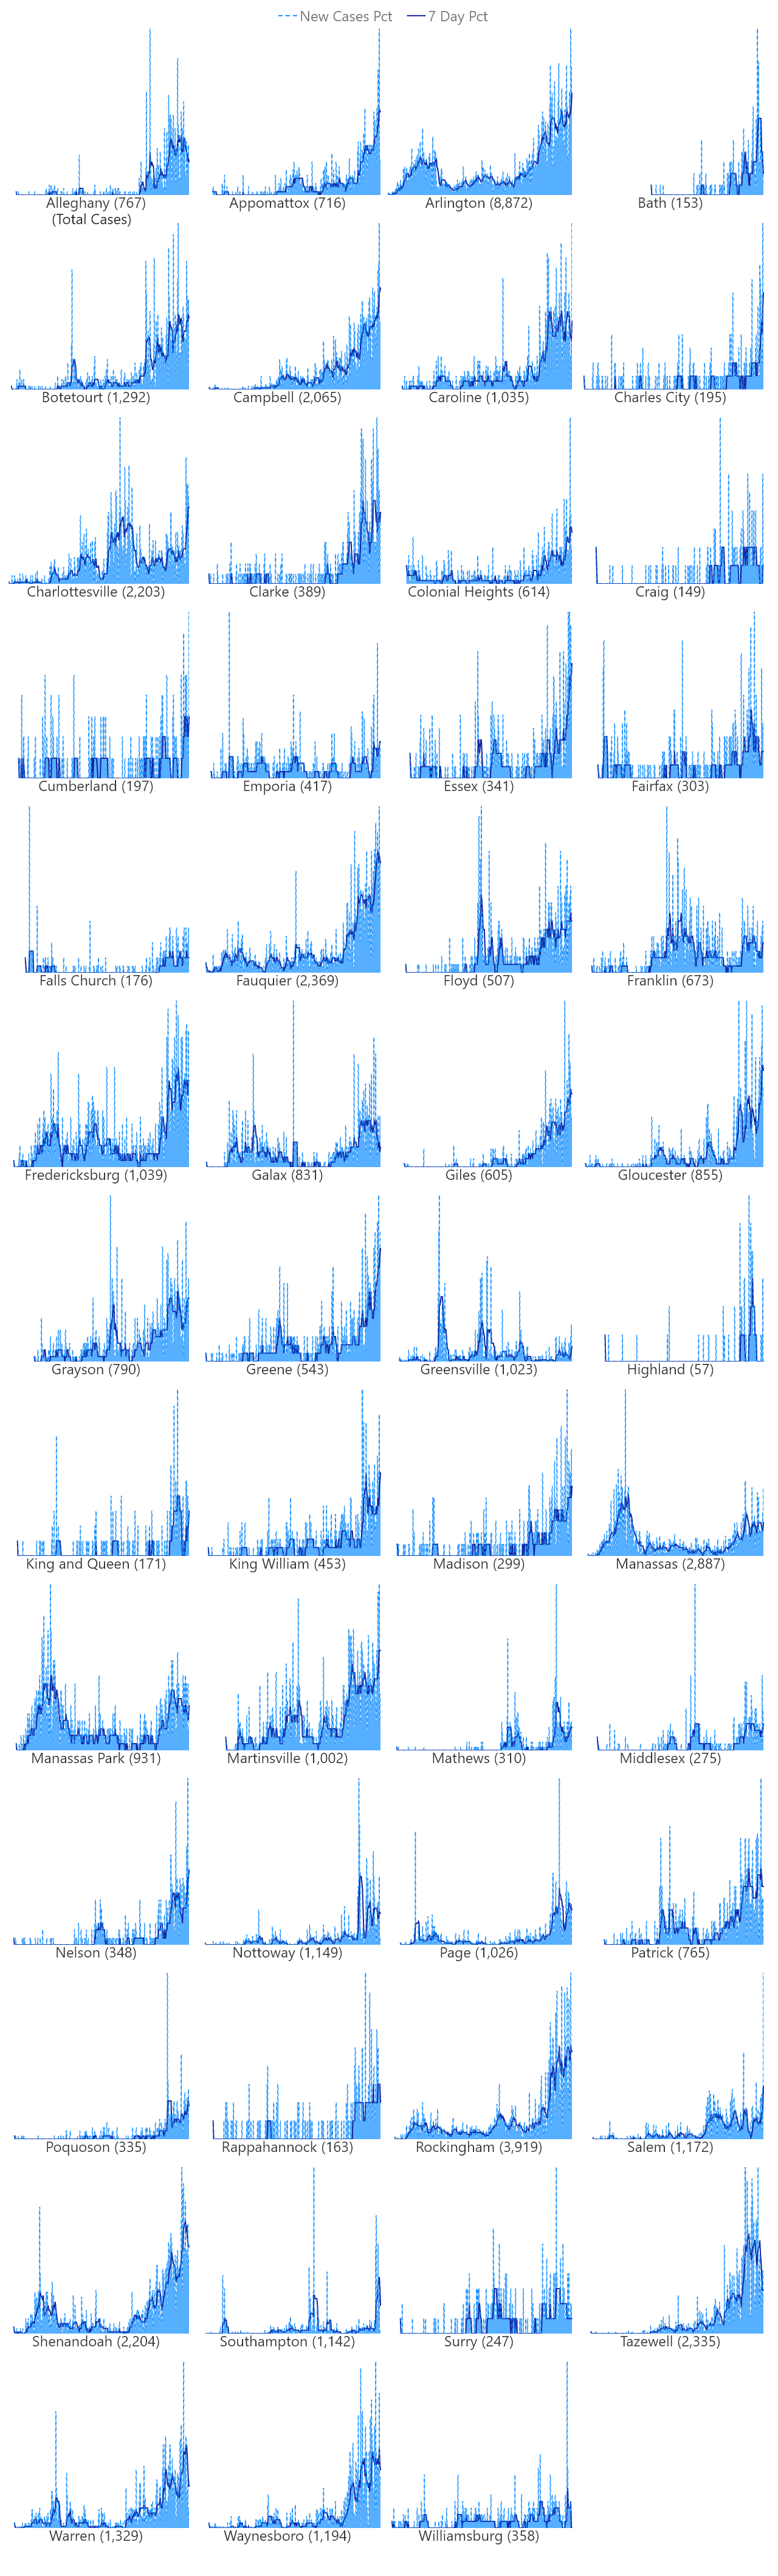 New Cases Pct 7 Day Pct
Alleghany (767) Appomattox (716) Arlington (8,872) Bath (153)
(Total Cases)
Botetourt (1,292) Campbell (2,065) Caroline (1,035) Charles City (195)
Charlottesville (2,203) Clarke (389) Colonial Heights (614) Craig (149)
Cumberland (197) Emporia (417) Essex (341) Fairfax (303)
Falls Church (176) Fauquier (2,369) Floyd (507) Franklin (673)
Fredericksburg (1,039) Galax (831) Giles (605) Gloucester (855)
Grayson (790) Greene (543) Greensville (1,023) Highland (57)
King and Queen (171) King William (453) Madison (299) Manassas (2,887)
Manassas Park (931) Martinsville (1,002) Mathews (310) Middlesex (275)
Nelson (348) Nottoway (1,149) Page (1,026) Patrick (765)
Poquoson (335) Rappahannock (163) Rockingham (3,919) Salem (1,172)
Shenandoah (2,204) Southampton (1,142) Surry (247) Tazewell (2,335)
Warren (1,329) Waynesboro (1,194) Williamsburg (358)